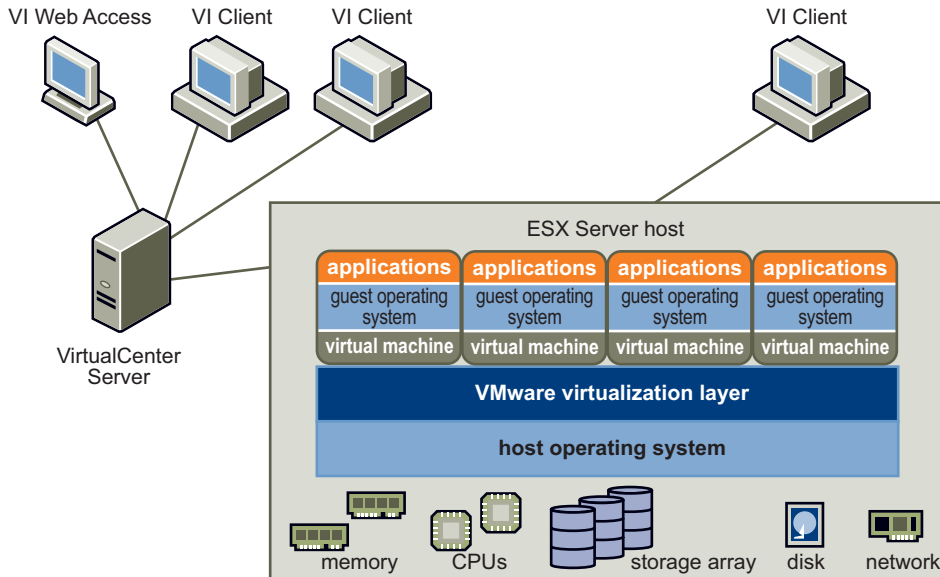 VI Web Access
VI Client
VI Client
VI Client
VirtualCenter
Server
ESX Server host
applications
applications
applications
applications
guest operating
system
guest operating
system
guest operating
system
guest operating
system
virtual machine
virtual machine
virtual machine
virtual machine
VMware virtualization layer
host operating system
memory
CPUs
storage array
disk
network